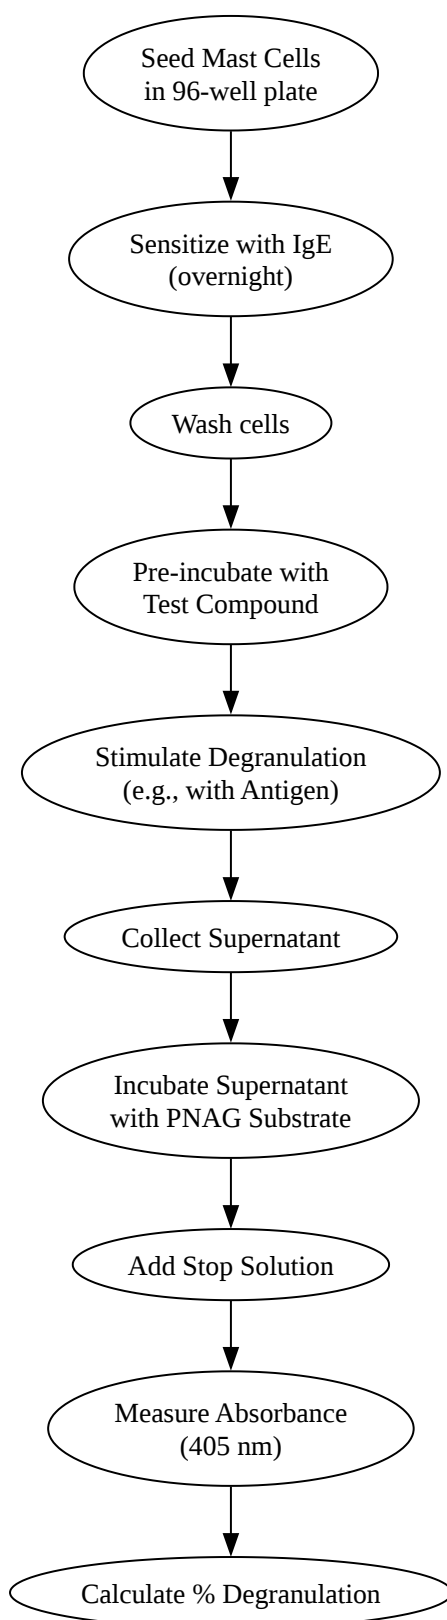 Seed Mast Cells
in 96-well plate
Sensitize with IgE
(overnight)
Wash cells
Pre-incubate with
Test Compound
Stimulate Degranulation
(e.g., with Antigen)
Collect Supernatant
Incubate Supernatant
with PNAG Substrate
Add Stop Solution
Measure Absorbance
(405 nm)
Calculate % Degranulation